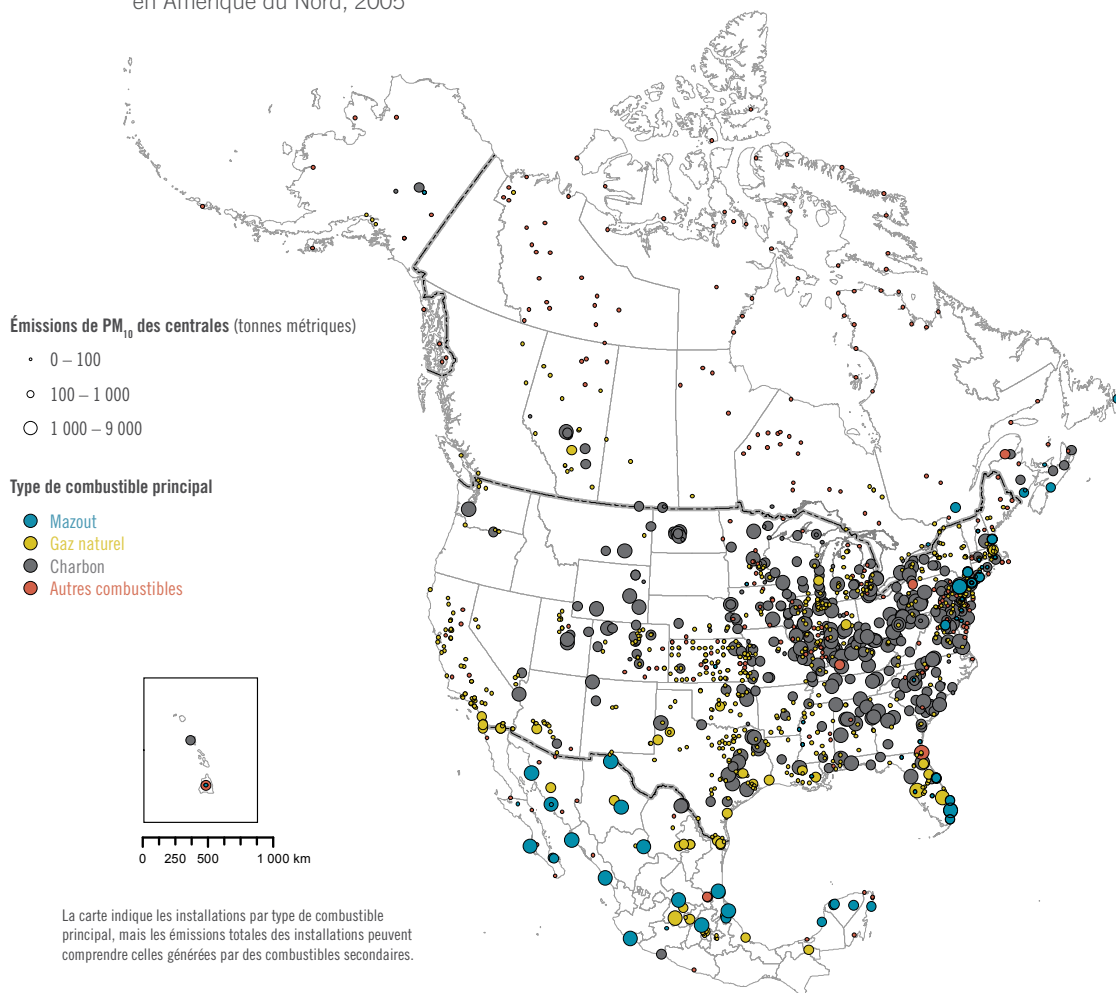 en Amérique du Nord, 2005
Émissions de PM10 des centrales (tonnes métriques)
0 – 100
100 – 1 000
1 000 – 9 000
Type de combustible principal
Mazout
Gaz naturel
Charbon
Autres combustibles
0 250 500 1 000 km
La carte indique les installations par type de combustible
principal, mais les émissions totales des installations peuvent
comprendre celles générées par des combustibles secondaires.